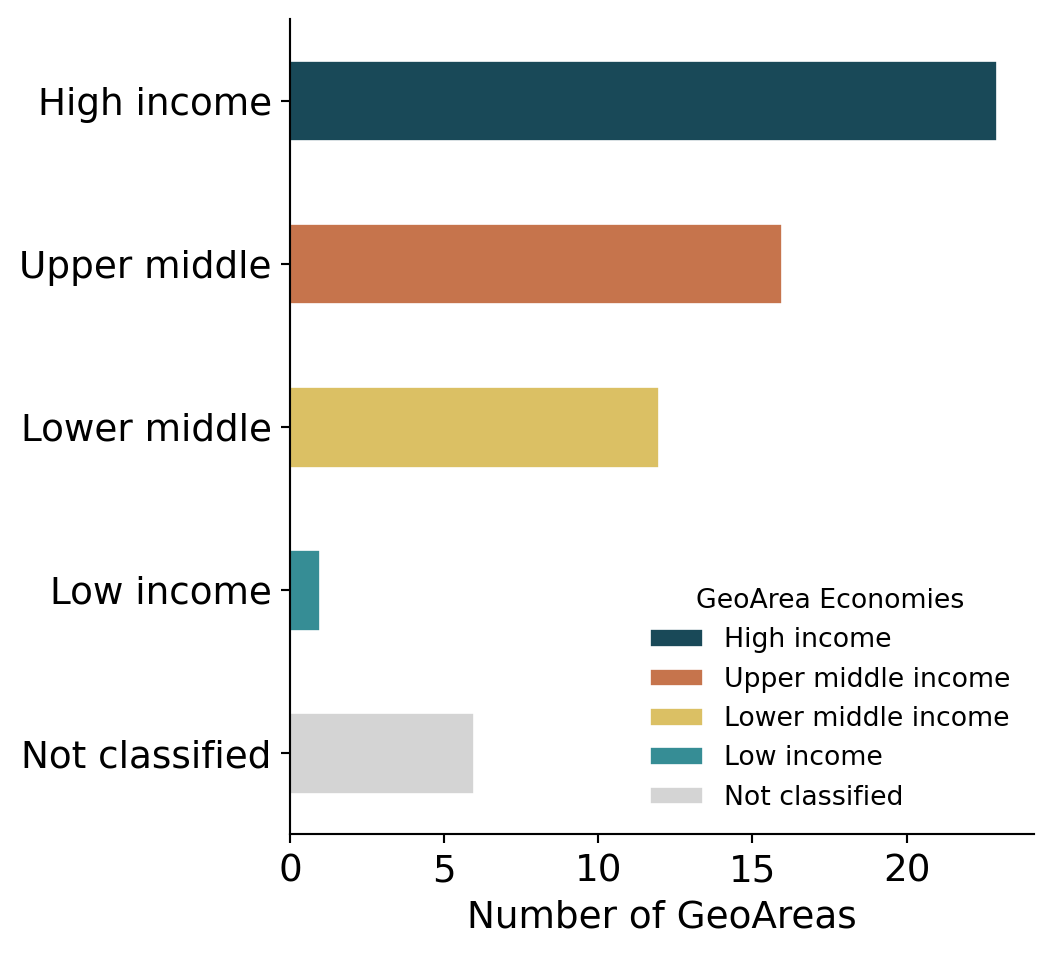 High income
Upper middle
Lower middle
Low income
Not classified
GeoArea Economies
High income
Upper middle income
Lower middle income
Low income
Not classified
0 5 10 15 20
Number of GeoAreas